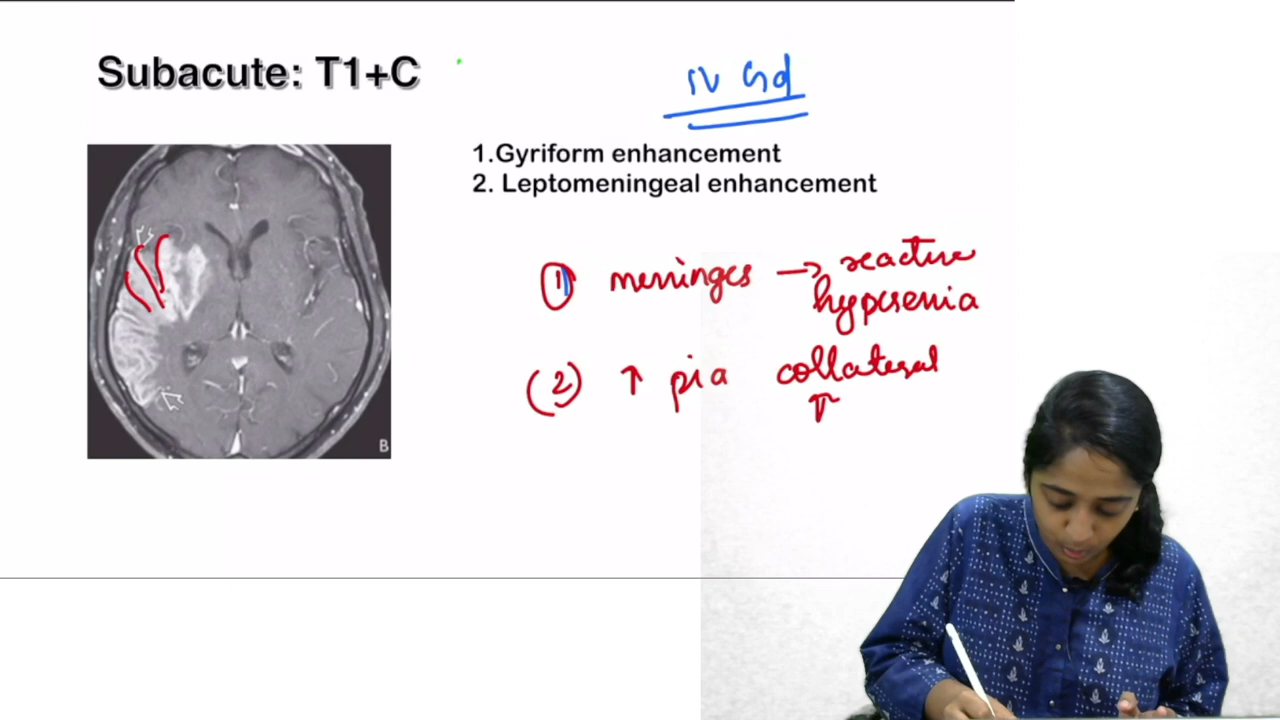 Subacute: T1+C
IV Gd
1.Gyriform enhancement
2. Leptomeningeal enhancement
① meninges → reactive
hyperemia
(2) ↑ pia collateral
↑
B